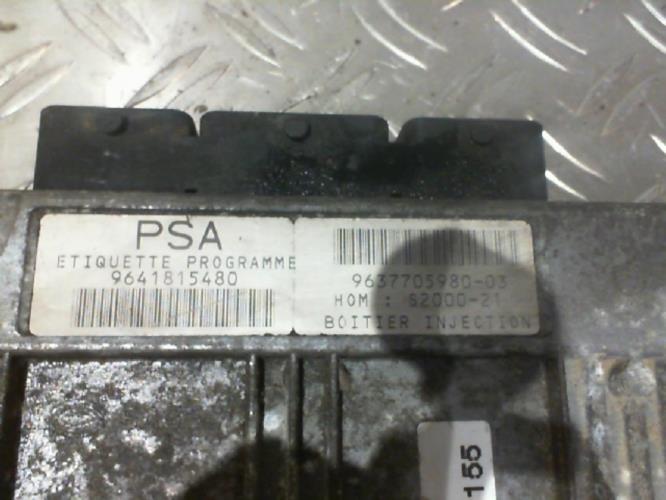 PSA
ETIQUETTE PROGRAMME
9641815480
9637705980-03
HOM : S2000-21
BOITIER INJECTION
155